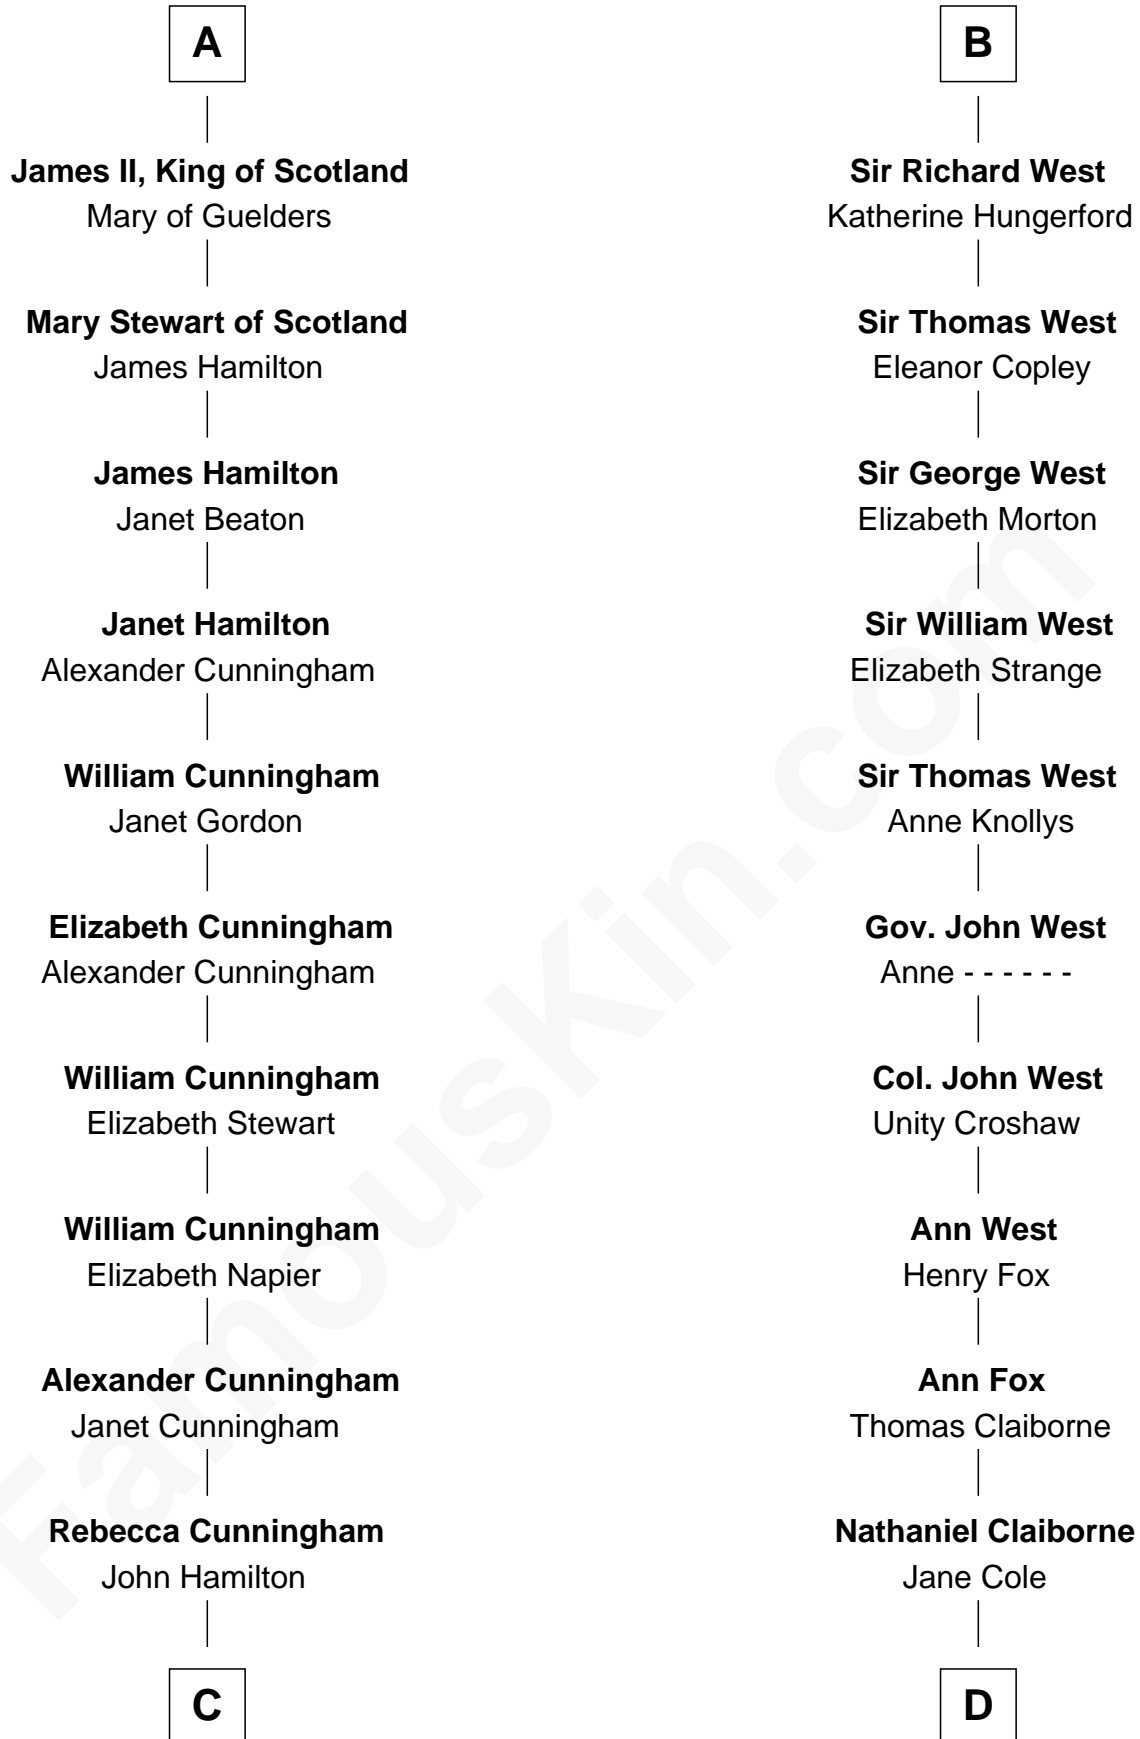 A
James II, King of Scotland
Mary of Guelders
Mary Stewart of Scotland
James Hamilton
James Hamilton
Janet Beaton
Janet Hamilton
Alexander Cunningham
William Cunningham
Janet Gordon
Elizabeth Cunningham
Alexander Cunningham
William Cunningham
Elizabeth Stewart
William Cunningham
Elizabeth Napier
Alexander Cunningham
Janet Cunningham
Rebecca Cunningham
John Hamilton
C
B
Sir Richard West
Katherine Hungerford
Sir Thomas West
Eleanor Copley
Sir George West
Elizabeth Morton
Sir William West
Elizabeth Strange
Sir Thomas West
Anne Knollys
Gov. John West
Anne - - - - - -
Col. John West
Unity Croshaw
Ann West
Henry Fox
Ann Fox
Thomas Claiborne
Nathaniel Claiborne
Jane Cole
D
FamousKin.com